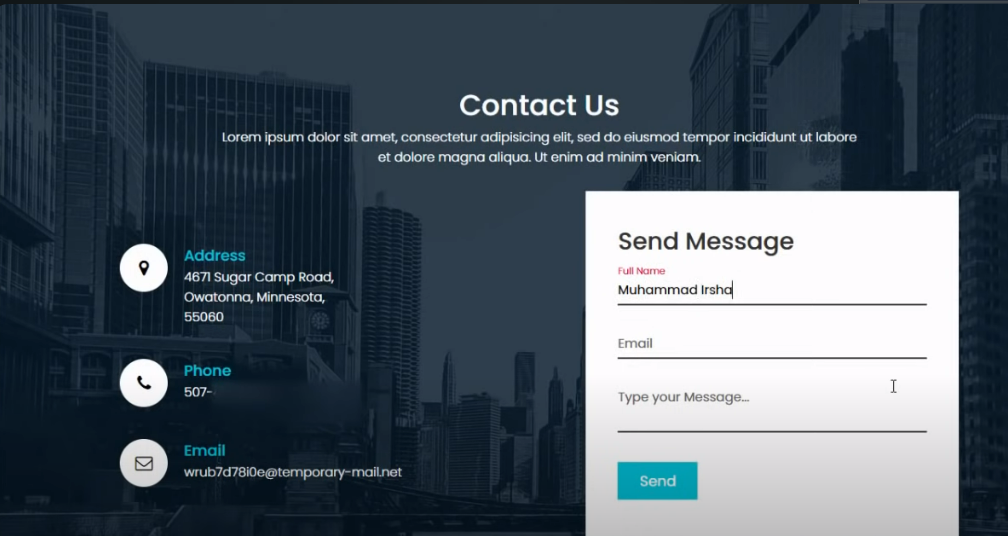 Contact Us
Lorem ipsum dolor sit amet, consectetur adipisicing elit, sed do eiusmod tempor incididunt ut labore
et dolore magna aliqua. Ut enim ad minim veniam.
Address
4671 Sugar Camp Road,
Owatonna, Minnesota,
55060
Phone
507-
Email
wrub7d78i0e@temporary-mail.net
Send Message
Full Name
Muhammad Irsha
Email
Type your Message...
Send